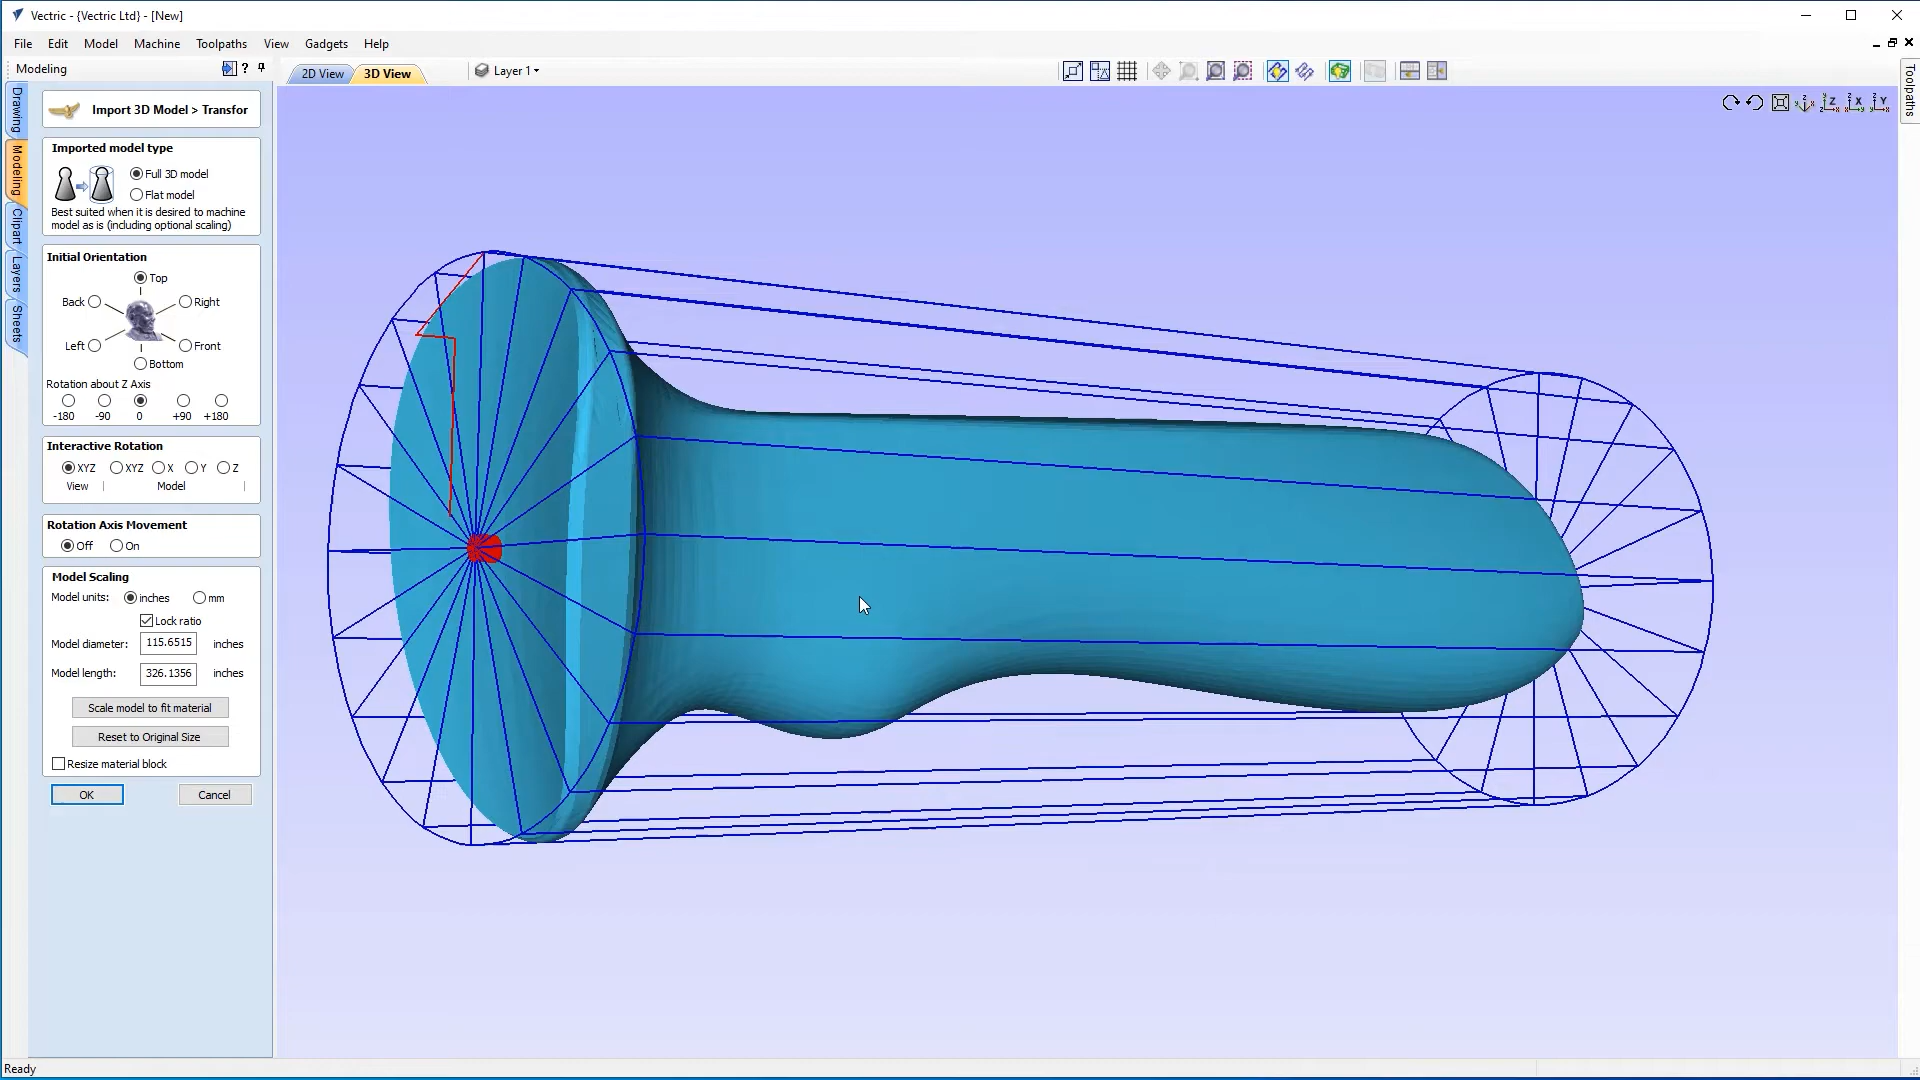 Vectric - {Vectric Ltd} - [New]
File Edit Model Machine Toolpaths View Gadgets Help
Modeling ?
2D View 3D View Layer 1
Toolpaths
Drawing
Modeling
Clipart
Layers
Sheets
Import 3D Model > Transfor
Imported model type
Full 3D model
Flat model
Best suited when it is desired to machine
model as is (including optional scaling)
Initial Orientation
Top
Back Right
Left Front
Bottom
Rotation about Z Axis
-180 -90 0 +90 +180
Interactive Rotation
XYZ XYZ X Y Z
View | Model |
Rotation Axis Movement
Off On
Model Scaling
Model units: inches mm
Lock ratio
Model diameter: 115.6515 inches
Model length: 326.1356 inches
Scale model to fit material
Reset to Original Size
Resize material block
OK Cancel
Ready